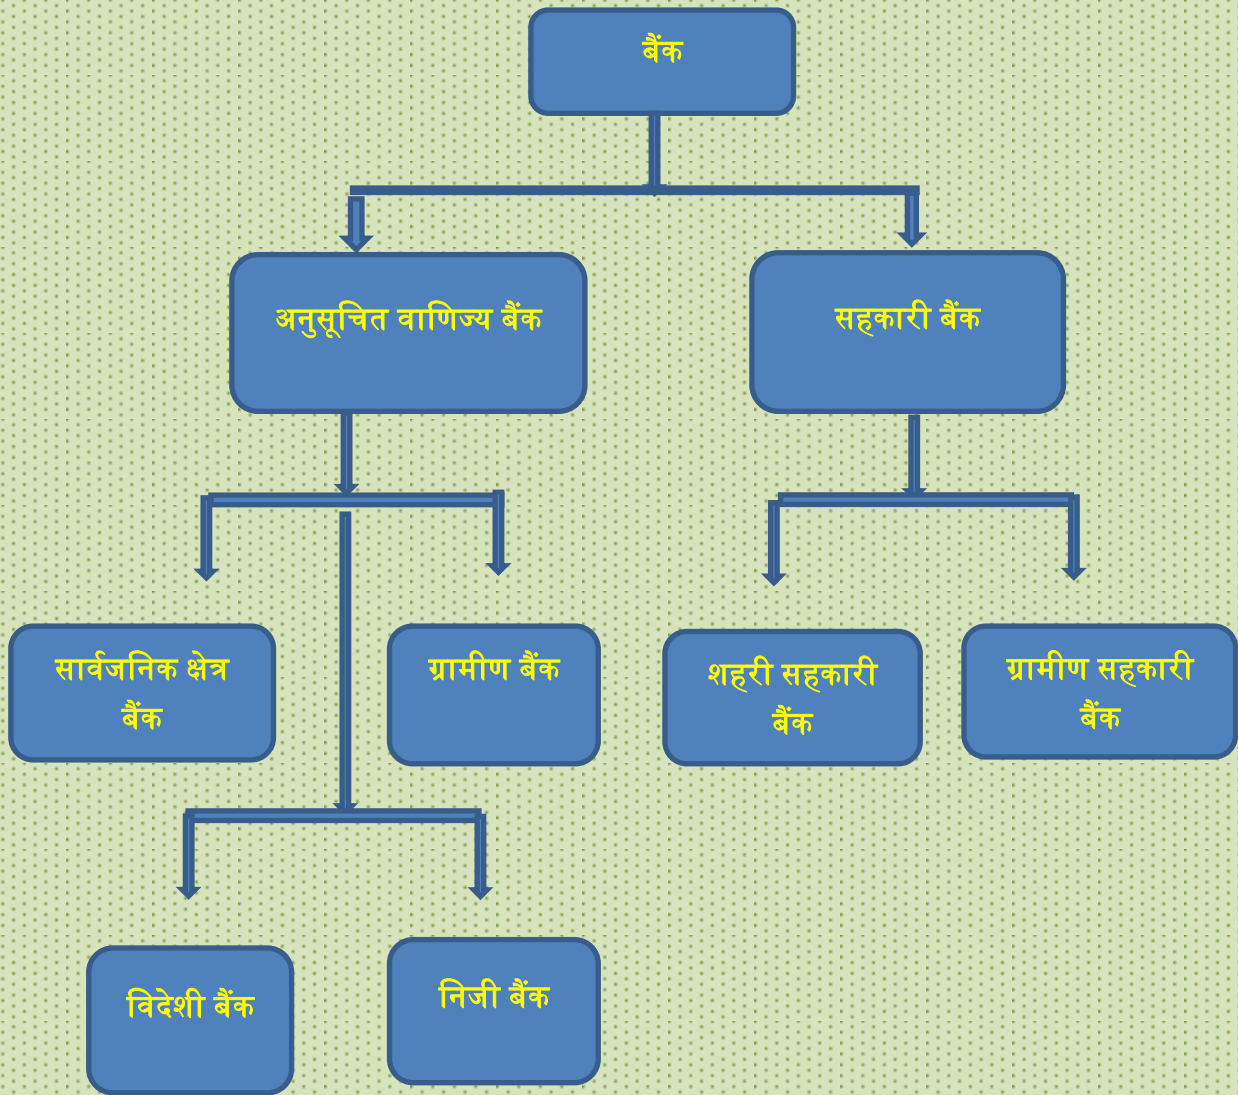 बैंक
अनुसूचित वाणिज्य बैंक
सहकारी बैंक
सार्वजनिक क्षेत्र
बैंक
ग्रामीण बैंक
शहरी सहकारी
बैंक
ग्रामीण सहकारी
बैंक
विदेशी बैंक
निजी बैंक